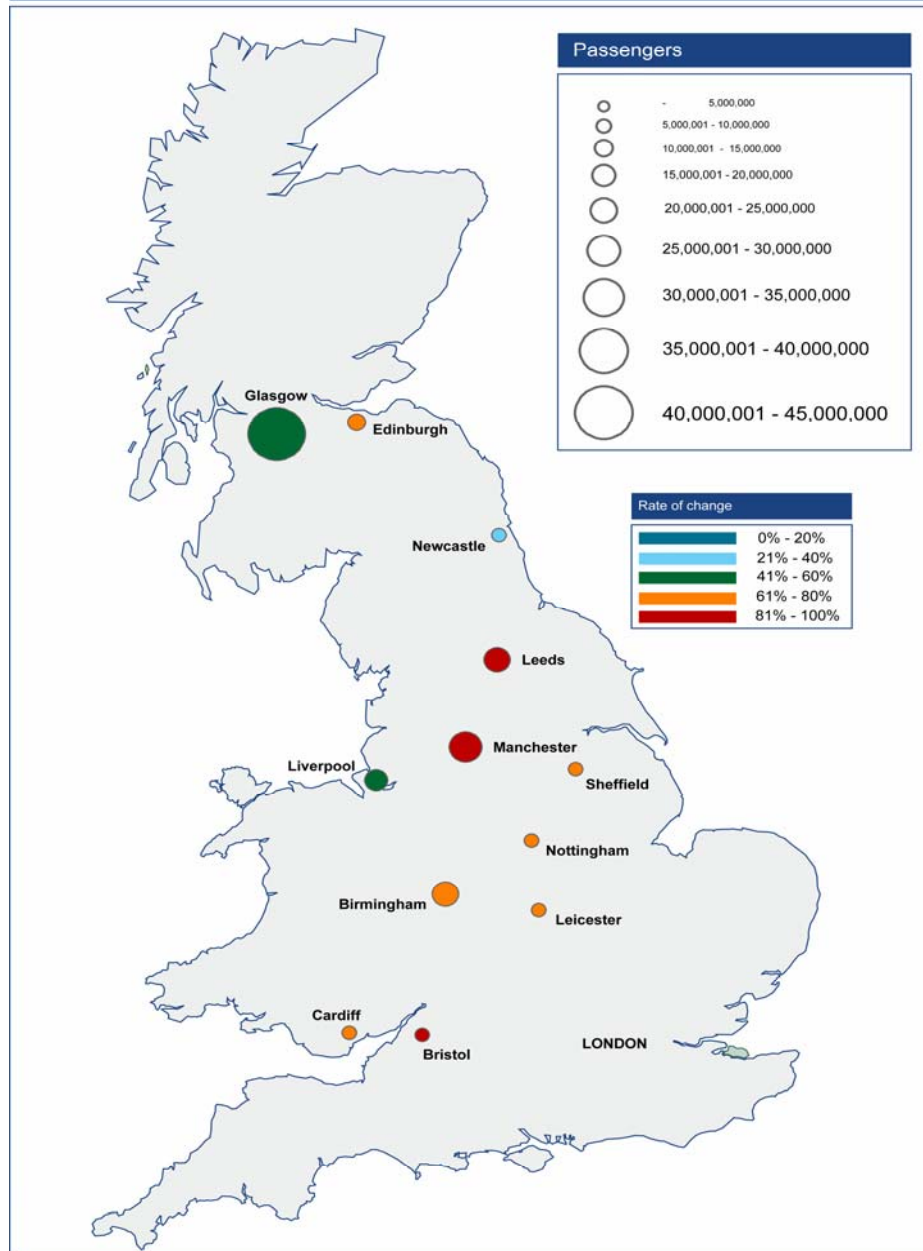 Passengers
- 5,000,000
5,000,001 - 10,000,000
10,000,001 - 15,000,000
15,000,001 - 20,000,000
20,000,001 - 25,000,000
25,000,001 - 30,000,000
30,000,001 - 35,000,000
35,000,001 - 40,000,000
40,000,001 - 45,000,000
Glasgow
Edinburgh
Rate of change
0% - 20%
21% - 40%
41% - 60%
61% - 80%
81% - 100%
Newcastle
Leeds
Manchester
Liverpool
Sheffield
Nottingham
Birmingham
Leicester
Cardiff
Bristol
LONDON